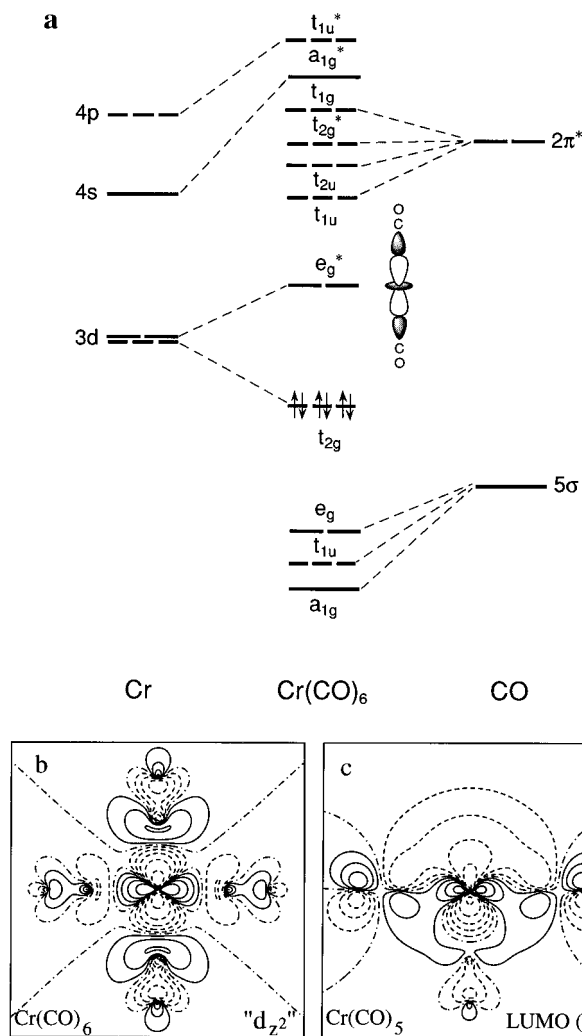 a
t1u*
a1g*
4p
t1g
t2g*
2π*
4s
t2u
t1u
O
C
eg*
3d
C
O
t2g
5σ
eg
t1u
a1g
Cr Cr(CO)6 CO
b c
Cr(CO)6 "dz2" Cr(CO)5 LUMO (